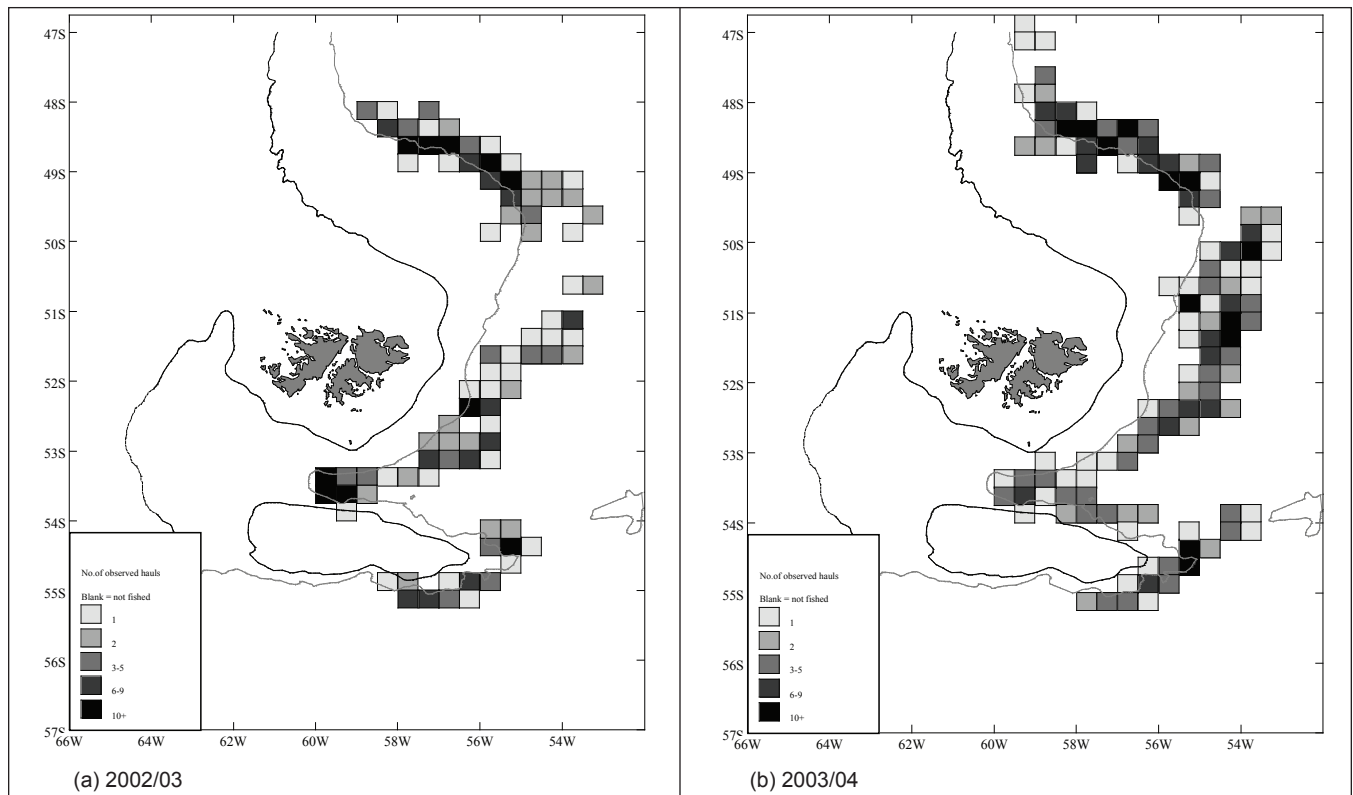 47S
48S
49S
50S
51S
52S
53S
54S
55S
56S
57S
66W 64W 62W 60W 58W 56W 54W
No.of observed hauls
Blank = not fished
1
2
3-5
6-9
10+
(a) 2002/03
47S
48S
49S
50S
51S
52S
53S
54S
55S
56S
57S
66W 64W 62W 60W 58W 56W 54W
No.of observed hauls
Blank = not fished
1
2
3-5
6-9
10+
(b) 2003/04